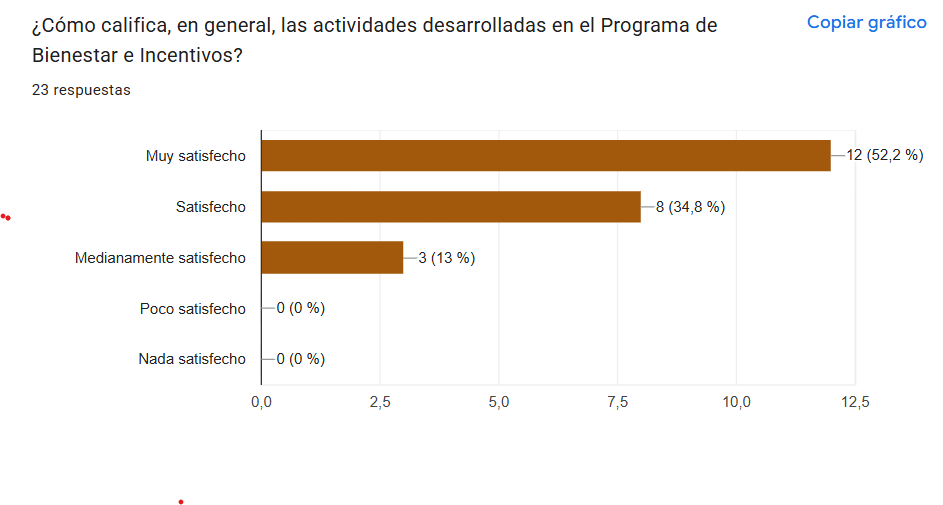 ¿Cómo califica, en general, las actividades desarrolladas en el Programa de
Bienestar e Incentivos?
Copiar gráfico
23 respuestas
Muy satisfecho
12 (52,2 %)
Satisfecho
8 (34,8 %)
Medianamente satisfecho
3 (13 %)
Poco satisfecho
0 (0 %)
Nada satisfecho
0 (0 %)
0,0
2,5
5,0
7,5
10,0
12,5